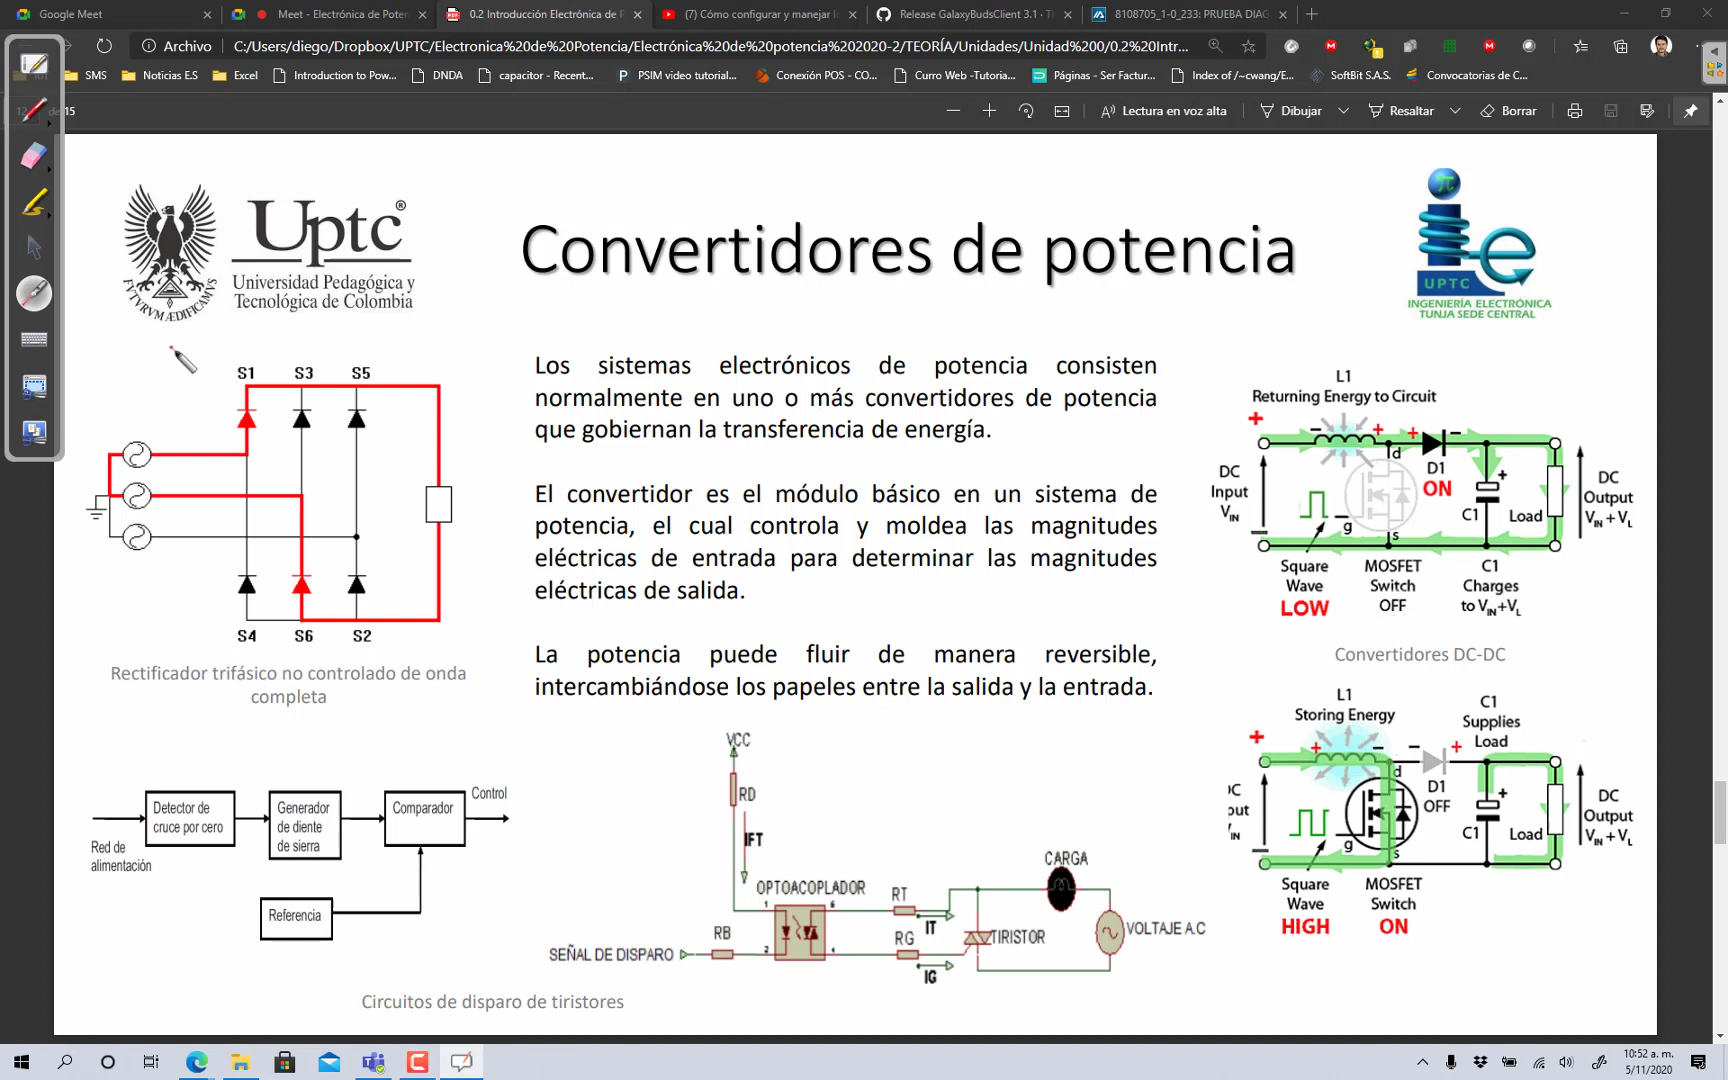 Google Meet
Meet - Electrónica de Poten
0.2 Introducción Electrónica de P
(7) Cómo configurar y manejar l
Release GalaxyBudsClient 3.1 · T
8108705_1-0_233: PRUEBA DIAG
Archivo
C:/Users/diego/Dropbox/UPTC/Electronica%20de%20Potencia/Electrónica%20de%20potencia%202020-2/TEORÍA/Unidades/Unidad%200/0.2%20Intr...
SMS
Noticias E.S
Excel
Introduction to Pow...
DNDA
capacitor - Recent...
PSIM video tutorial...
Conexión POS - CO...
Curro Web -Tutoria...
Páginas - Ser Factur...
Index of /~cwang/E...
SoftBit S.A.S.
Convocatorias de C...
12 de 15
Lectura en voz alta
Dibujar
Resaltar
Borrar
Uptc®
Universidad Pedagógica y
Tecnológica de Colombia
FVTVRVM ÆDIFICAMVS
Convertidores de potencia
UPTC
INGENIERÍA ELECTRÓNICA
TUNJA SEDE CENTRAL
S1 S3 S5
S4 S6 S2
Rectificador trifásico no controlado de onda
completa
Los sistemas electrónicos de potencia consisten
normalmente en uno o más convertidores de potencia
que gobiernan la transferencia de energía.
El convertidor es el módulo básico en un sistema de
potencia, el cual controla y moldea las magnitudes
eléctricas de entrada para determinar las magnitudes
eléctricas de salida.
La potencia puede fluir de manera reversible,
intercambiándose los papeles entre la salida y la entrada.
L1
Returning Energy to Circuit
+ - + + -
d
DC
Input
VIN
D1
ON
g
s
C1
+
Load
DC
Output
VIN+VL
Square
Wave
LOW
MOSFET
Switch
OFF
C1
Charges
to VIN+VL
Convertidores DC-DC
L1
Storing Energy
C1
Supplies
Load
+ + - - +
d
D1
OFF
g
s
C1
+
Load
DC
Output
VIN+VL
Square
Wave
HIGH
MOSFET
Switch
ON
Red de
alimentación
Detector de
cruce por cero
Generador
de diente
de sierra
Comparador
Control
Referencia
VCC
RD
IFT
OPTOACOPLADOR
1
2
6
4
RB
SEÑAL DE DISPARO
RT
IT
RG
IG
TIRISTOR
CARGA
VOLTAJE A.C
Circuitos de disparo de tiristores
10:52 a. m.
5/11/2020